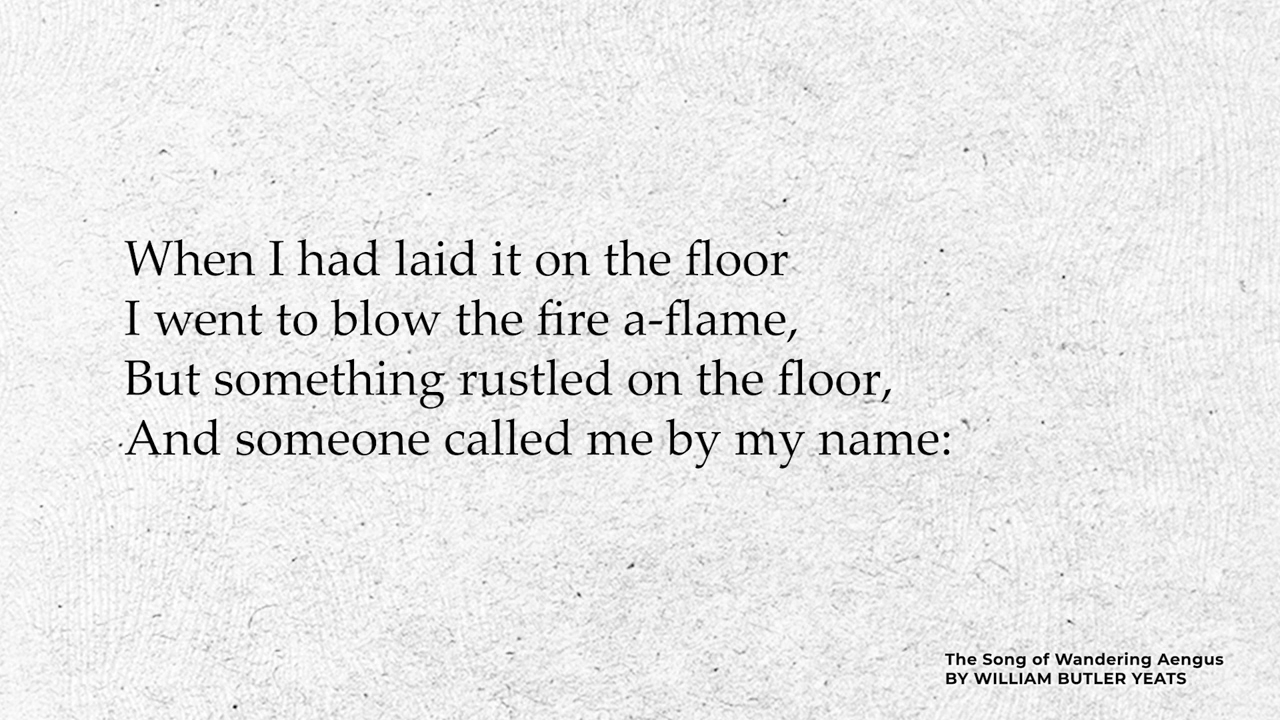 When I had laid it on the floor
I went to blow the fire a-flame,
But something rustled on the floor,
And someone called me by my name:
The Song of Wandering Aengus
BY WILLIAM BUTLER YEATS